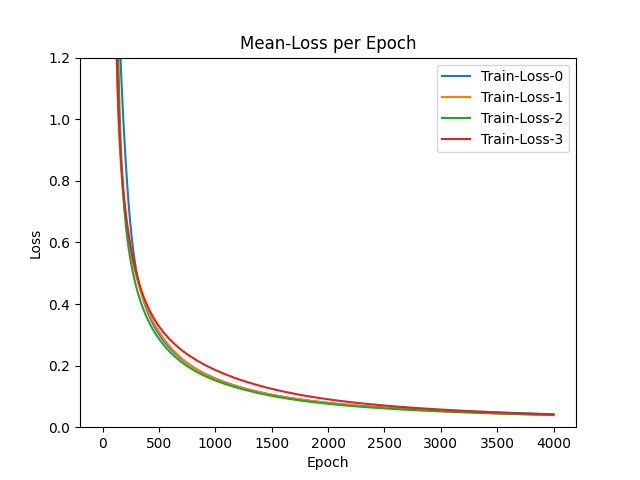 Mean-Loss per Epoch
1.2
1.0
0.8
0.6
0.4
0.2
0.0
Loss
Train-Loss-0
Train-Loss-1
Train-Loss-2
Train-Loss-3
0 500 1000 1500 2000 2500 3000 3500 4000
Epoch